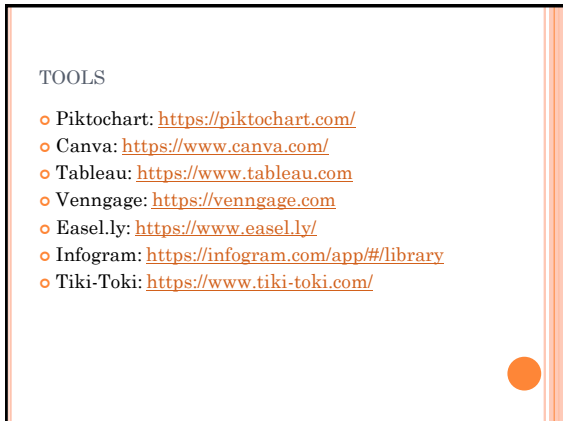 TOOLS
Piktochart: https://piktochart.com/
Canva: https://www.canva.com/
Tableau: https://www.tableau.com
Venngage: https://venngage.com
Easel.ly: https://www.easel.ly/
Infogram: https://infogram.com/app/#/library
Tiki-Toki: https://www.tiki-toki.com/